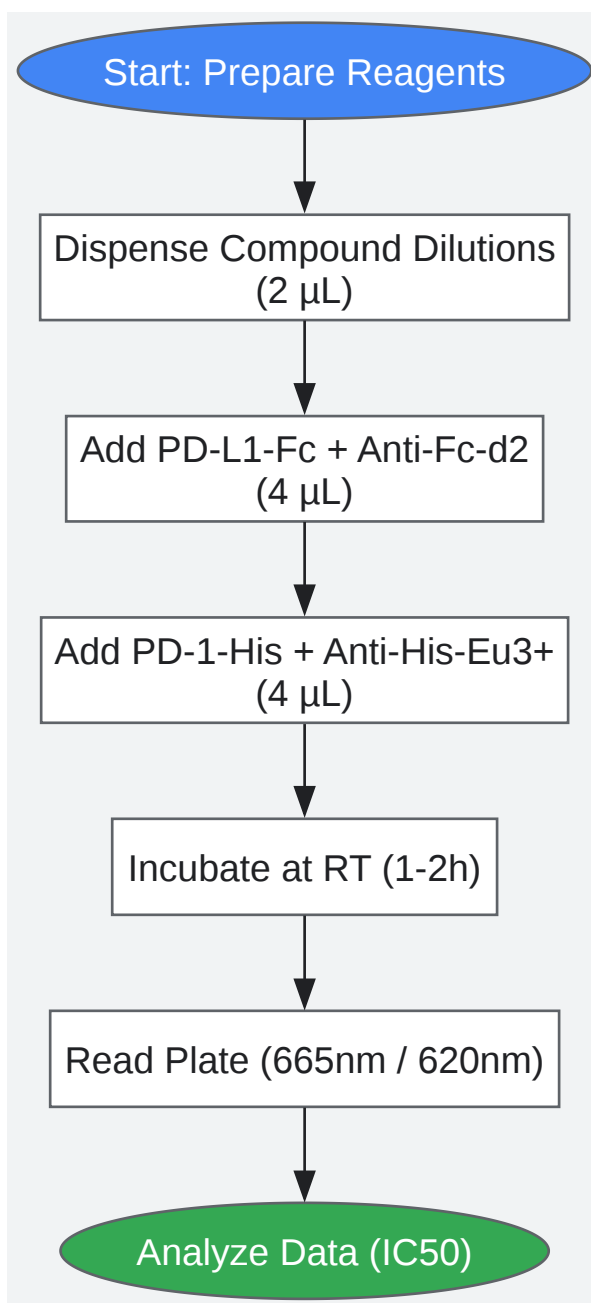 Start: Prepare Reagents
Dispense Compound Dilutions
(2 µL)
Add PD-L1-Fc + Anti-Fc-d2
(4 µL)
Add PD-1-His + Anti-His-Eu3+
(4 µL)
Incubate at RT (1-2h)
Read Plate (665nm / 620nm)
Analyze Data (IC50)